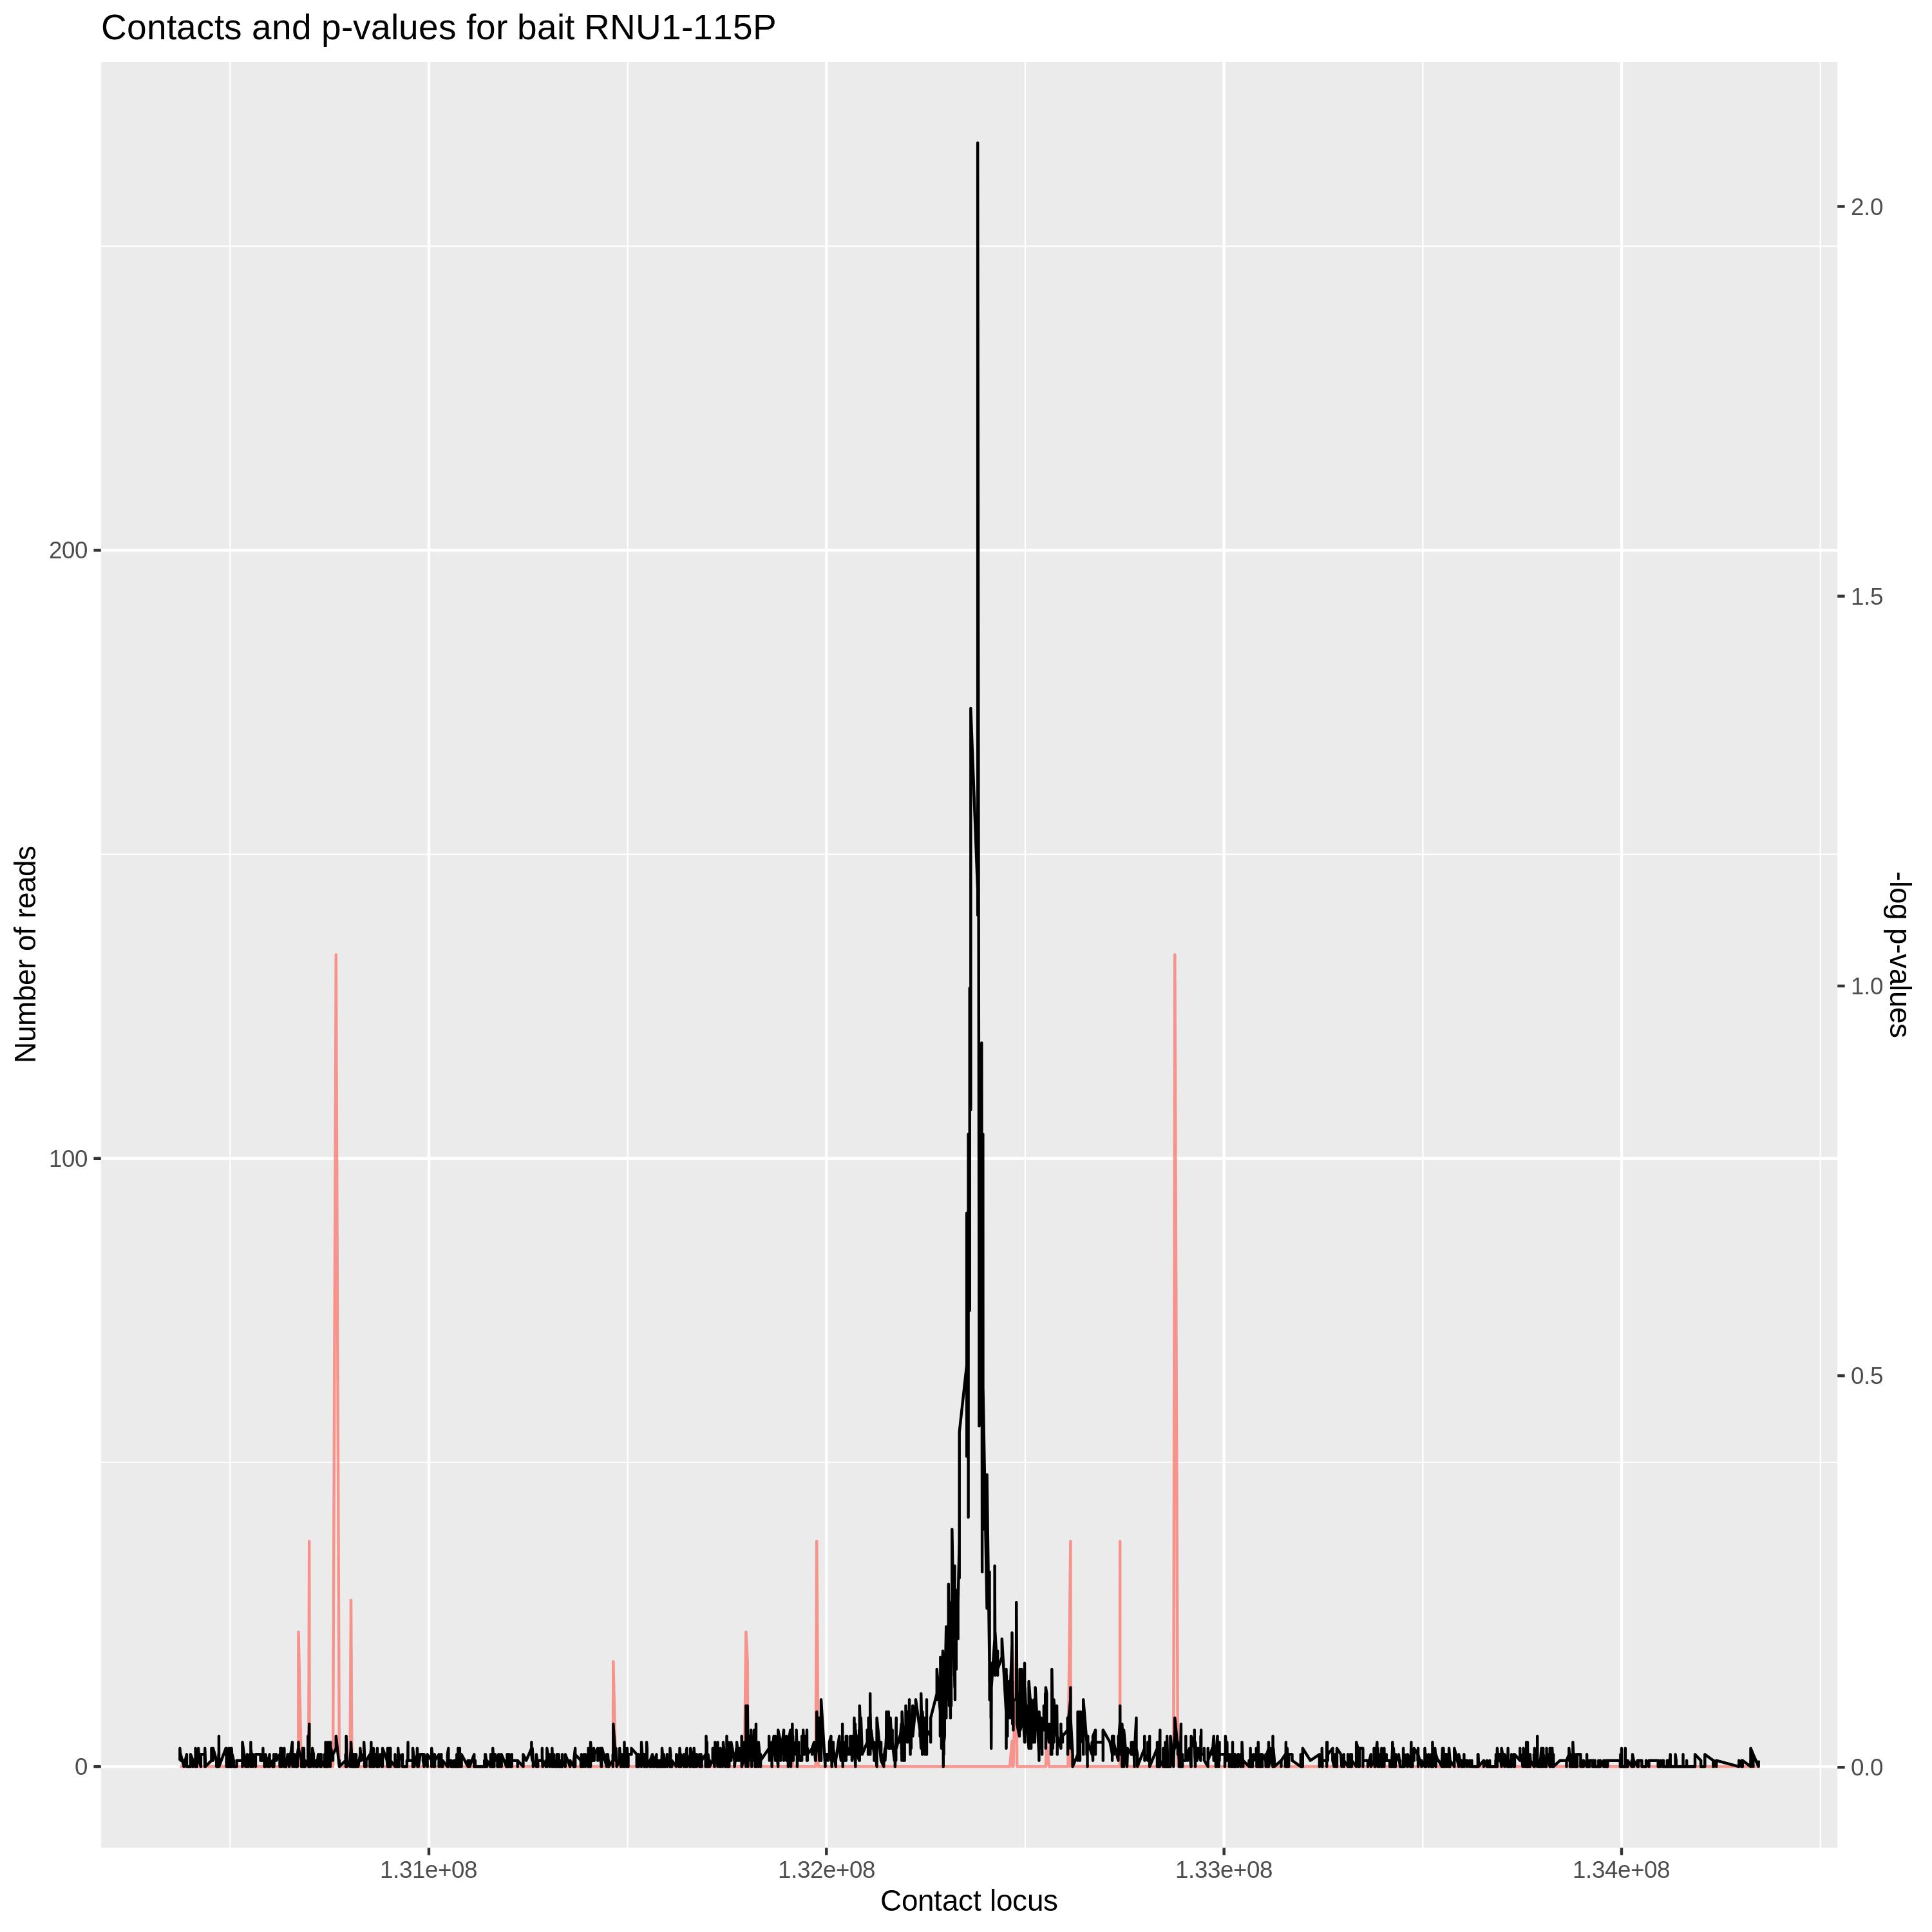 Contacts and p-values for bait RNU1-115P
2.0
200
1.5
Number of reads
-log p-values
1.0
100
0.5
0
0.0
1.31e+08
1.32e+08
1.33e+08
1.34e+08
Contact locus